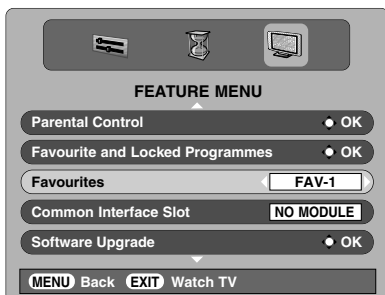 FEATURE MENU
Parental Control OK
Favourite and Locked Programmes OK
Favourites FAV-1
Common Interface Slot NO MODULE
Software Upgrade OK
MENU Back EXIT Watch TV